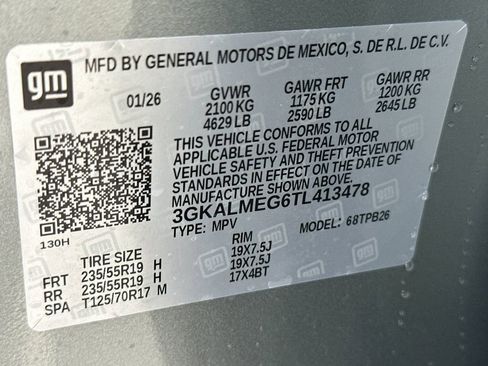 gm
MFD BY GENERAL MOTORS DE MEXICO, S. DE R.L. DE C.V.
01/26 GVWR GAWR FRT GAWR RR
2100 KG 1175 KG 1200 KG
4629 LB 2590 LB 2645 LB
THIS VEHICLE CONFORMS TO ALL
APPLICABLE U.S. FEDERAL MOTOR
VEHICLE SAFETY AND THEFT PREVENTION
STANDARDS IN EFFECT ON THE DATE OF
MANUFACTURE SHOWN ABOVE.
3GKALMEG6TL413478
130H
TYPE: MPV MODEL: 68TPB26
TIRE SIZE RIM
FRT 235/55R19 H 19X7.5J
RR 235/55R19 H 19X7.5J
SPA T125/70R17 M 17X4BT